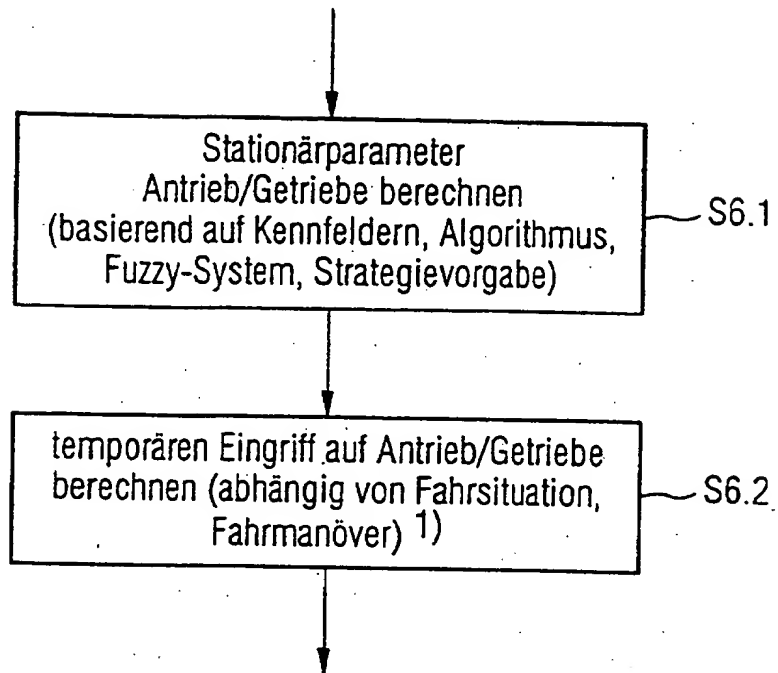 Stationärparameter
Antrieb/Getriebe berechnen
(basierend auf Kennfeldern, Algorithmus,
Fuzzy-System, Strategievorgabe)
S6.1
temporären Eingriff auf Antrieb/Getriebe
berechnen (abhängig von Fahrsituation,
Fahrmanöver) 1)
S6.2